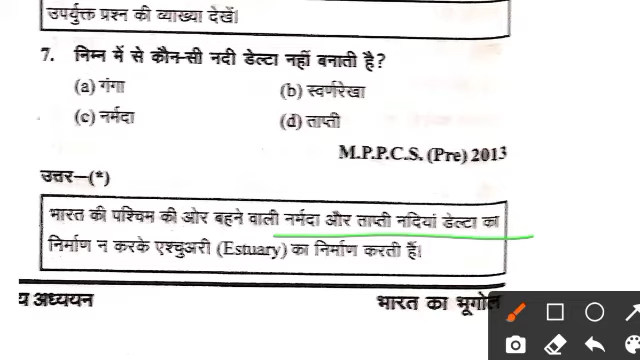 उपर्युक्त प्रश्न की व्याख्या देखें।
7. निम्न में से कौन-सी नदी डेल्टा नहीं बनाती है?
(a) गंगा (b) स्वर्णरेखा
(c) नर्मदा (d) ताप्ती
M.P.P.C.S. (Pre) 2013
उत्तर–(*)
भारत की पश्चिम की ओर बहने वाली नर्मदा और ताप्ती नदियां डेल्टा का
निर्माण न करके एश्चुअरी (Estuary) का निर्माण करती हैं।
य अध्ययन भारत का भूगोल